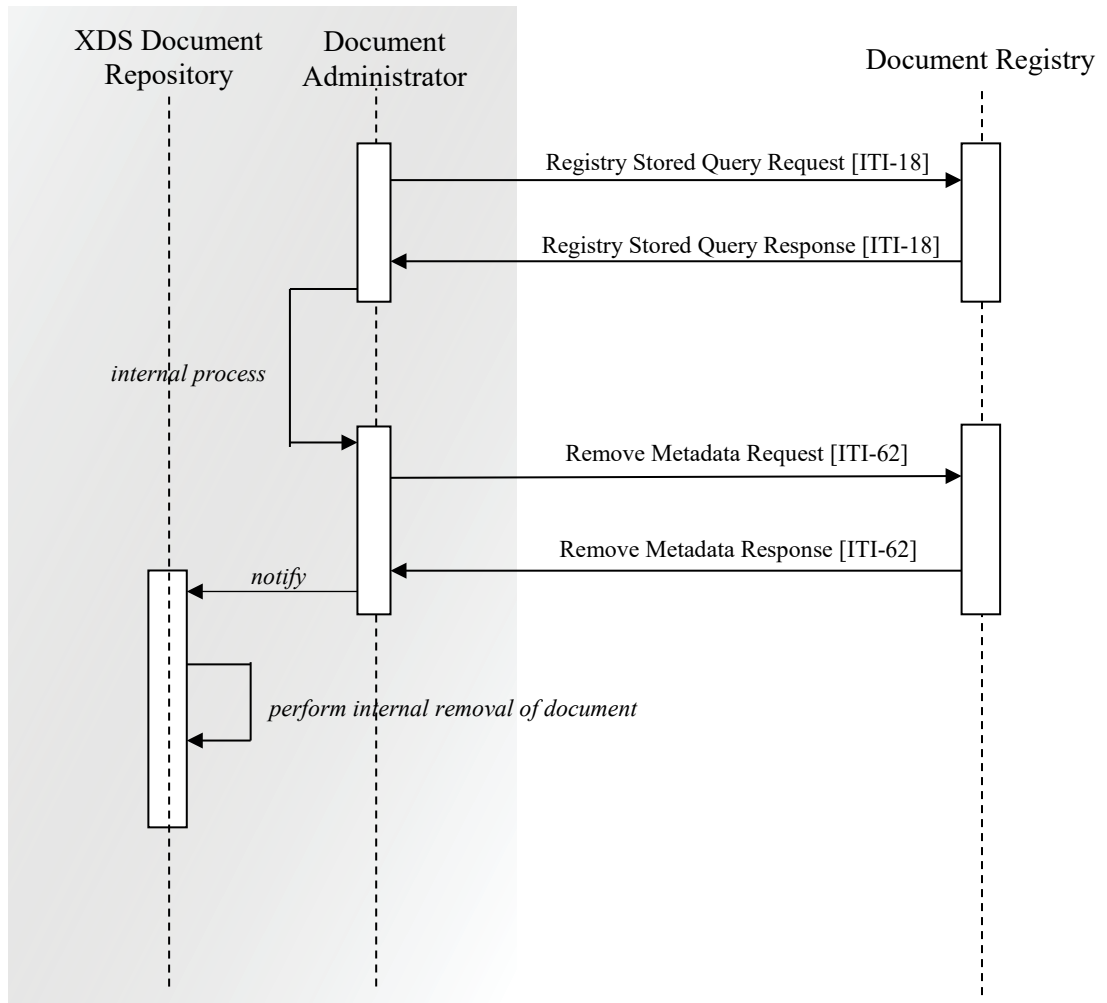 XDS Document
Repository
Document
Administrator
Document Registry
Registry Stored Query Request [ITI-18]
Registry Stored Query Response [ITI-18]
internal process
Remove Metadata Request [ITI-62]
Remove Metadata Response [ITI-62]
notify
perform internal removal of document